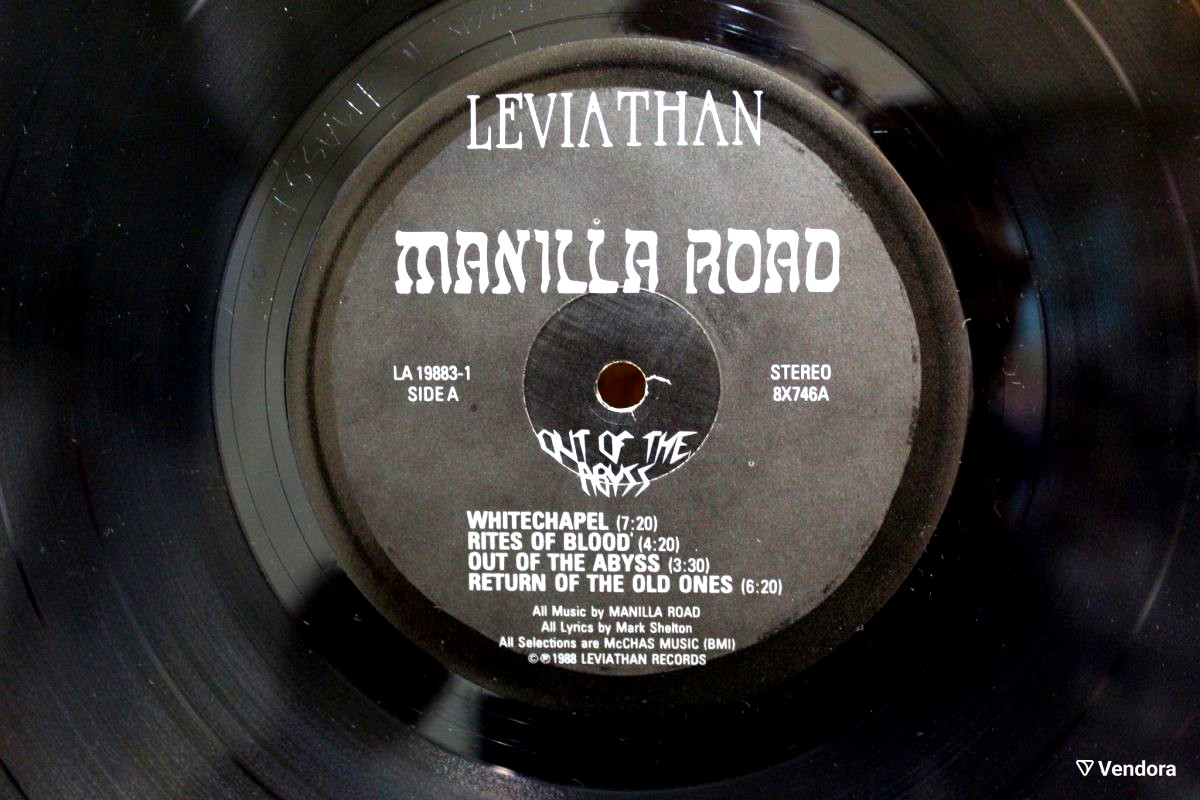 LEVIATHAN
MANILLA ROAD
LA 19883-1
SIDE A
STEREO
8X746A
OUT OF THE
ABYSS
WHITECHAPEL (7:20)
RITES OF BLOOD (4:20)
OUT OF THE ABYSS (3:30)
RETURN OF THE OLD ONES (6:20)
All Music by MANILLA ROAD
All Lyrics by Mark Shelton
All Selections are McCHAS MUSIC (BMI)
©℗1988 LEVIATHAN RECORDS
Vendora